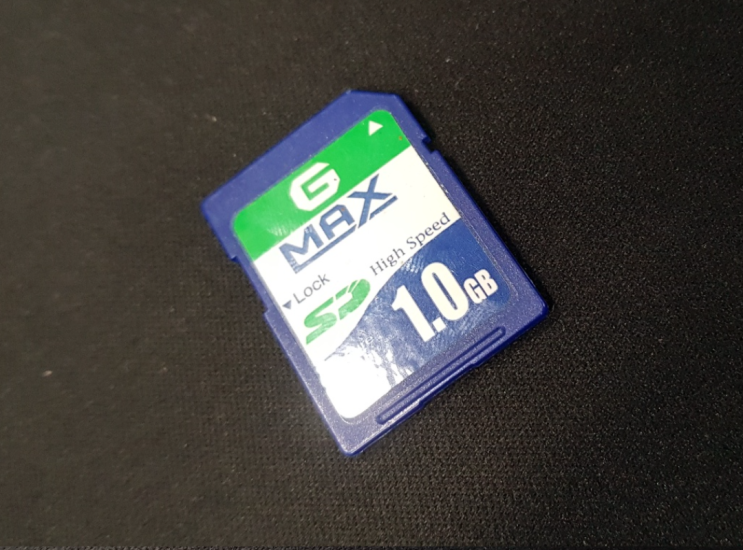 G
MAX
High Speed
Lock
SD
1.0GB